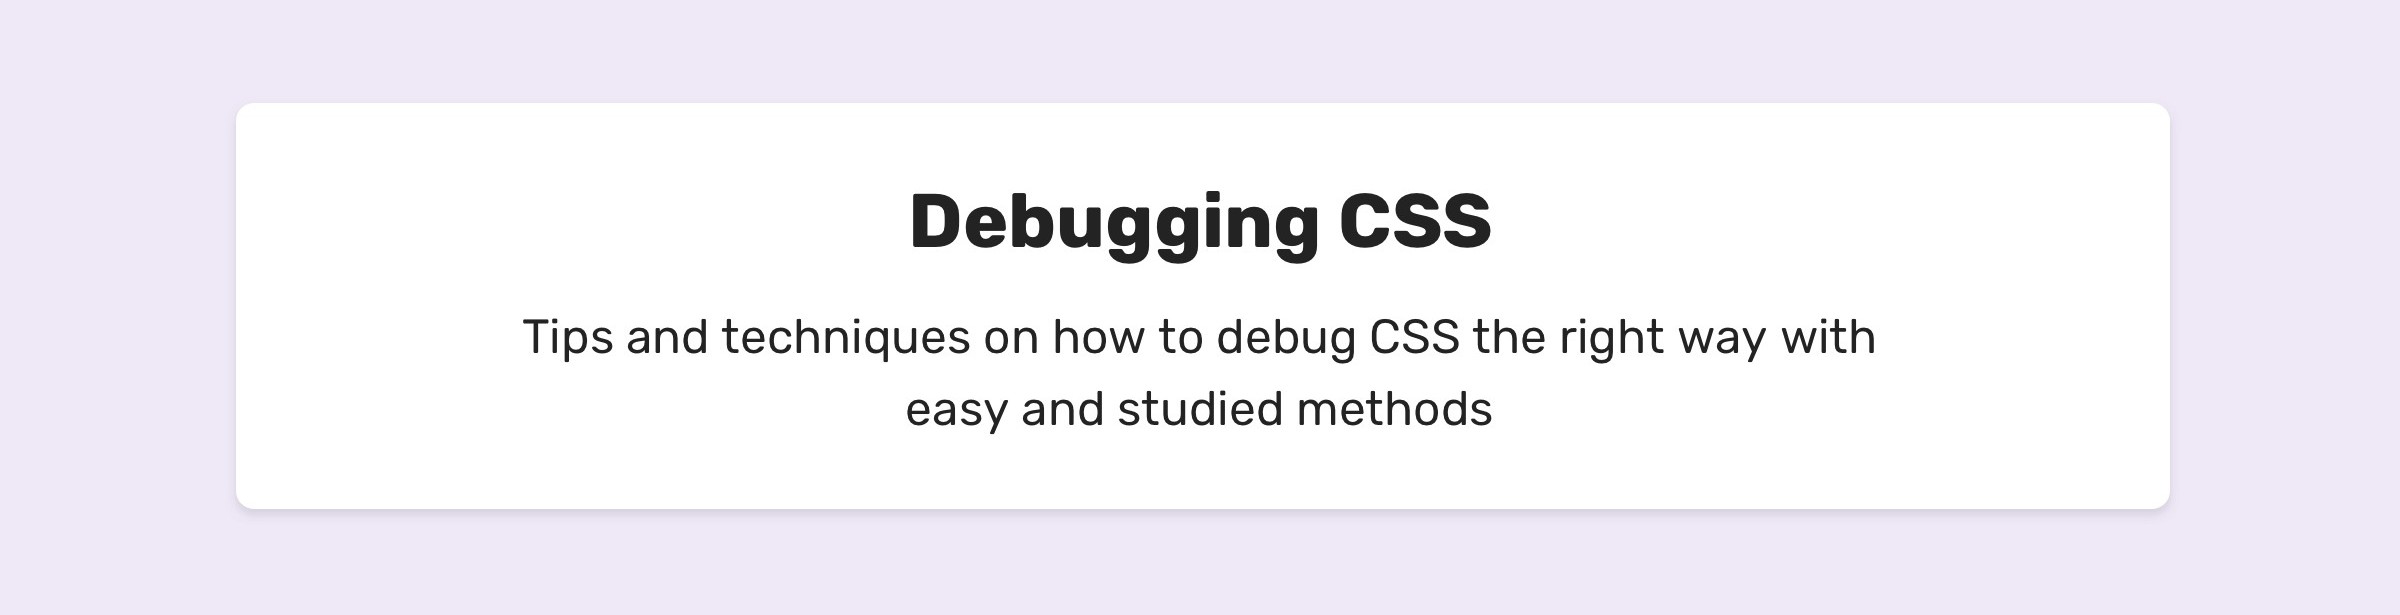 Debugging CSS
Tips and techniques on how to debug CSS the right way with
easy and studied methods